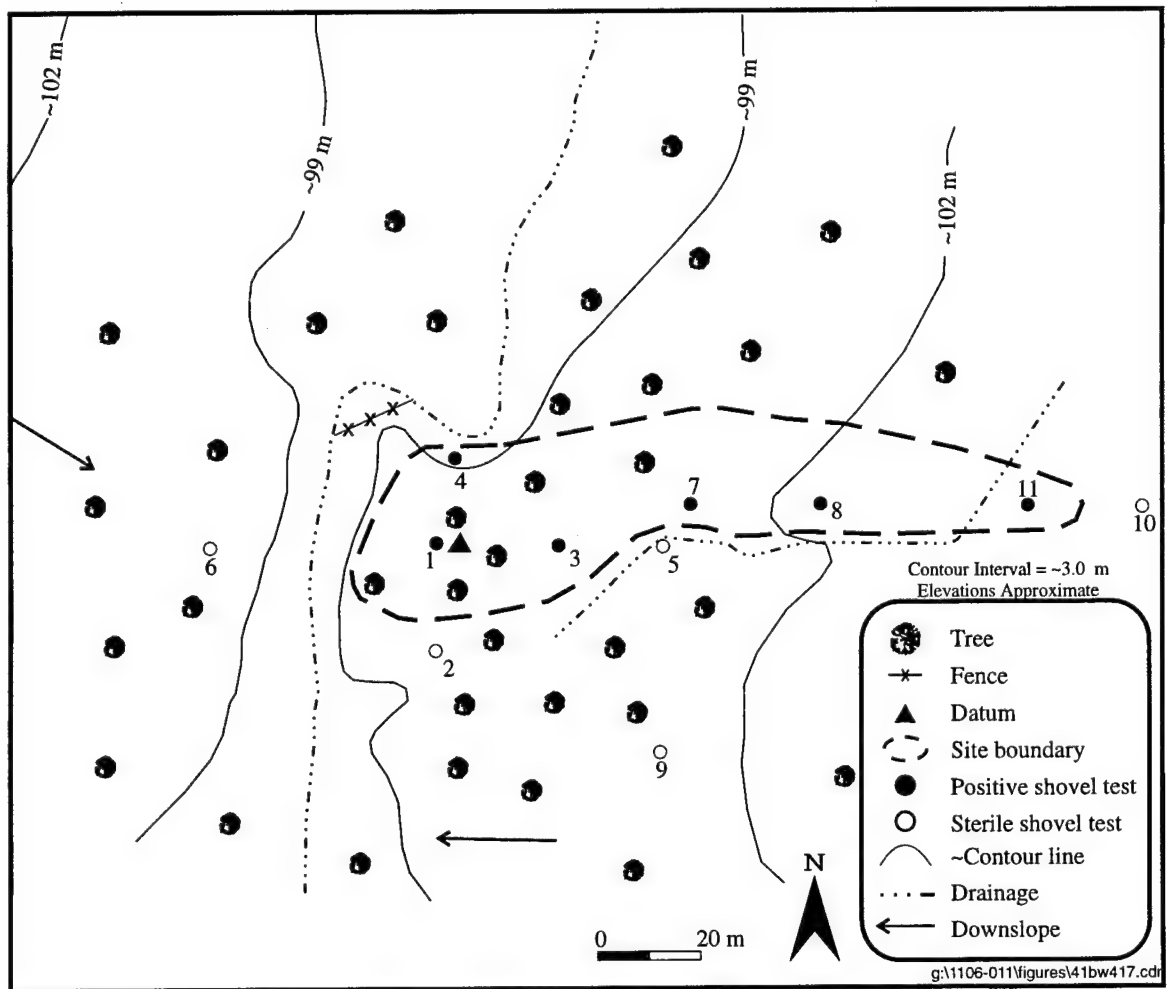 ~102 m
~99 m
~99 m
~102 m
4
7
8
11
10
1
3
5
6
2
9
Contour Interval = ~3.0 m
Elevations Approximate
Tree
Fence
Datum
Site boundary
Positive shovel test
Sterile shovel test
~Contour line
Drainage
Downslope
N
0 20 m
g:\1106-011\figures\41bw417.cdr